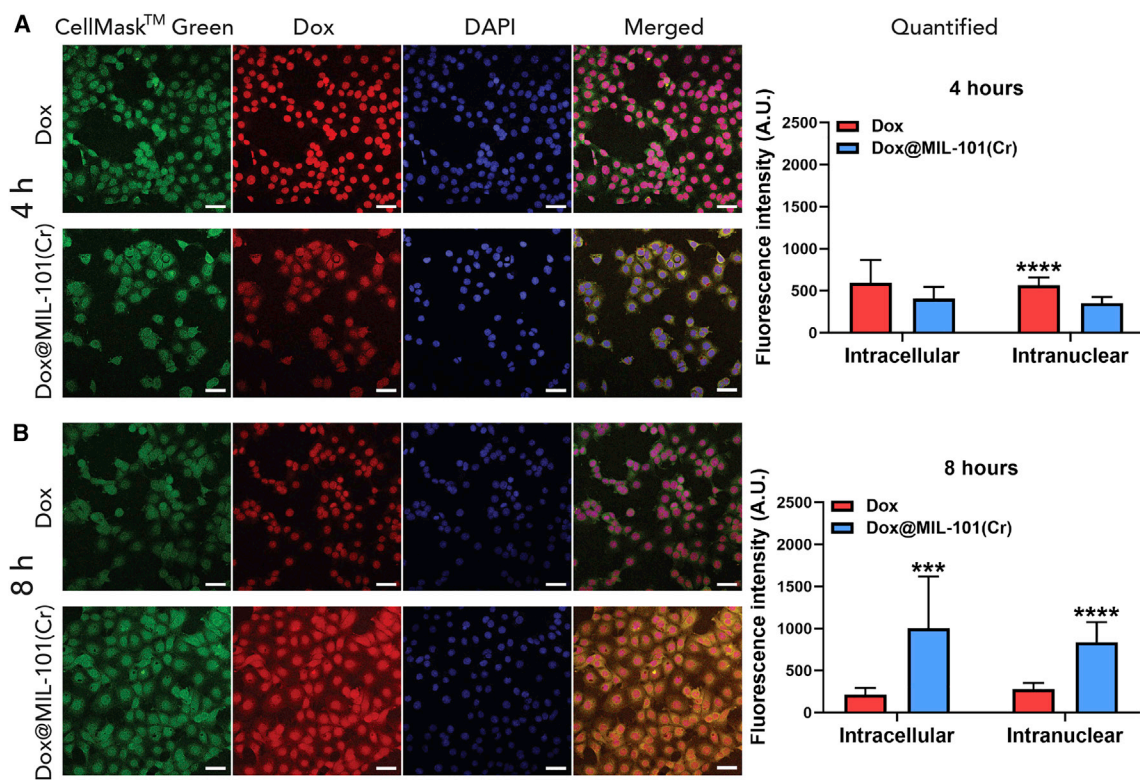 A
CellMask™ Green
Dox
DAPI
Merged
Quantified
4 h
Dox
Dox@MIL-101(Cr)
4 hours
Fluorescence intensity (A.U.)
2500
2000
1500
1000
500
0
Dox
Dox@MIL-101(Cr)
****
Intracellular
Intranuclear
B
8 h
Dox
Dox@MIL-101(Cr)
8 hours
Fluorescence intensity (A.U.)
2500
2000
1500
1000
500
0
Dox
Dox@MIL-101(Cr)
***
****
Intracellular
Intranuclear